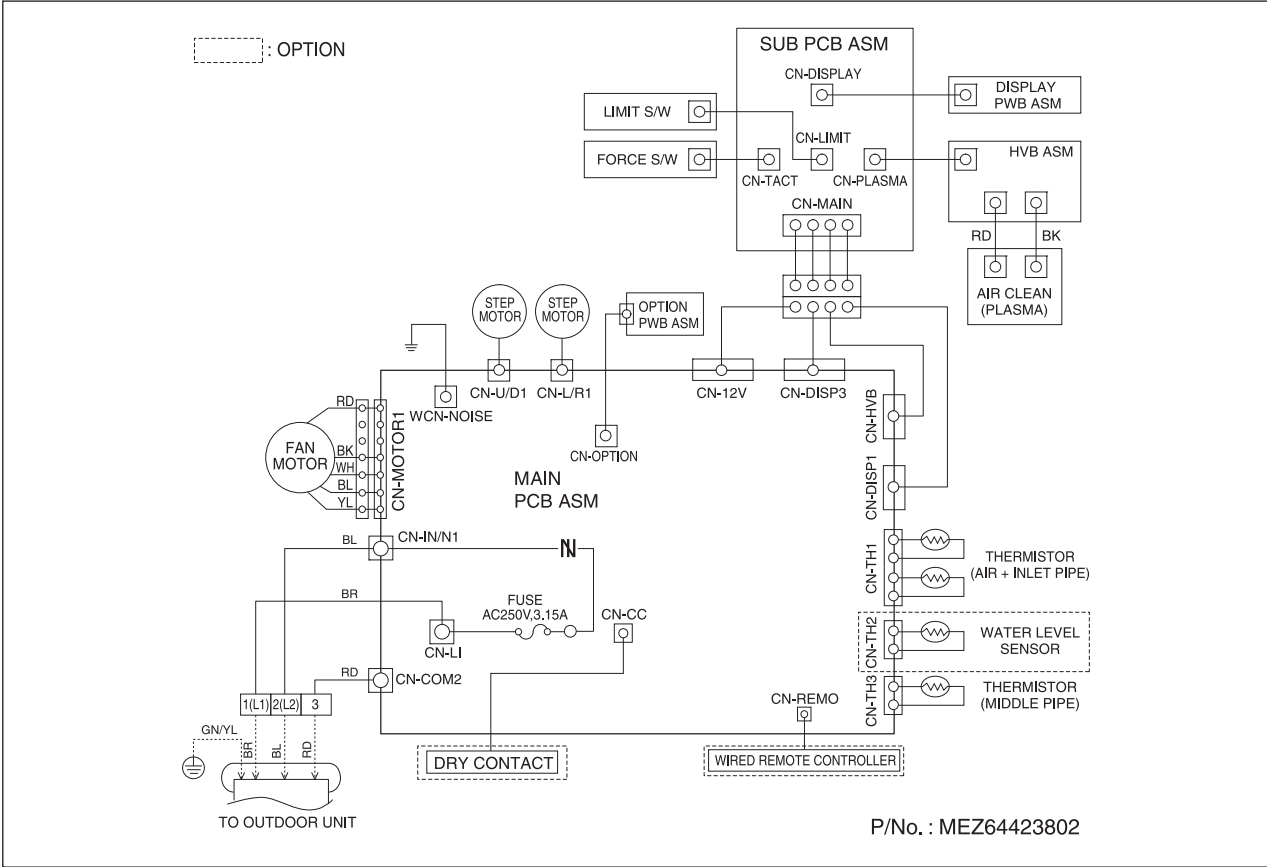 : OPTION
SUB PCB ASM
CN-DISPLAY
DISPLAY
PWB ASM
LIMIT S/W
CN-LIMIT
HVB ASM
FORCE S/W
CN-TACT
CN-PLASMA
CN-MAIN
RD
BK
AIR CLEAN
(PLASMA)
STEP
MOTOR
STEP
MOTOR
OPTION
PWB ASM
CN-U/D1
CN-L/R1
CN-12V
CN-DISP3
WCN-NOISE
CN-HVB
RD
FAN
MOTOR
BK
WH
BL
YL
CN-MOTOR1
CN-OPTION
MAIN
PCB ASM
CN-DISP1
BL
CN-IN/N1
N
CN-TH1
THERMISTOR
(AIR + INLET PIPE)
BR
FUSE
AC250V,3.15A
CN-CC
CN-LI
CN-TH2
WATER LEVEL
SENSOR
RD
CN-COM2
CN-TH3
THERMISTOR
(MIDDLE PIPE)
1(L1) 2(L2) 3
CN-REMO
GN/YL
BR
BL
RD
DRY CONTACT
WIRED REMOTE CONTROLLER
TO OUTDOOR UNIT
P/No. : MEZ64423802